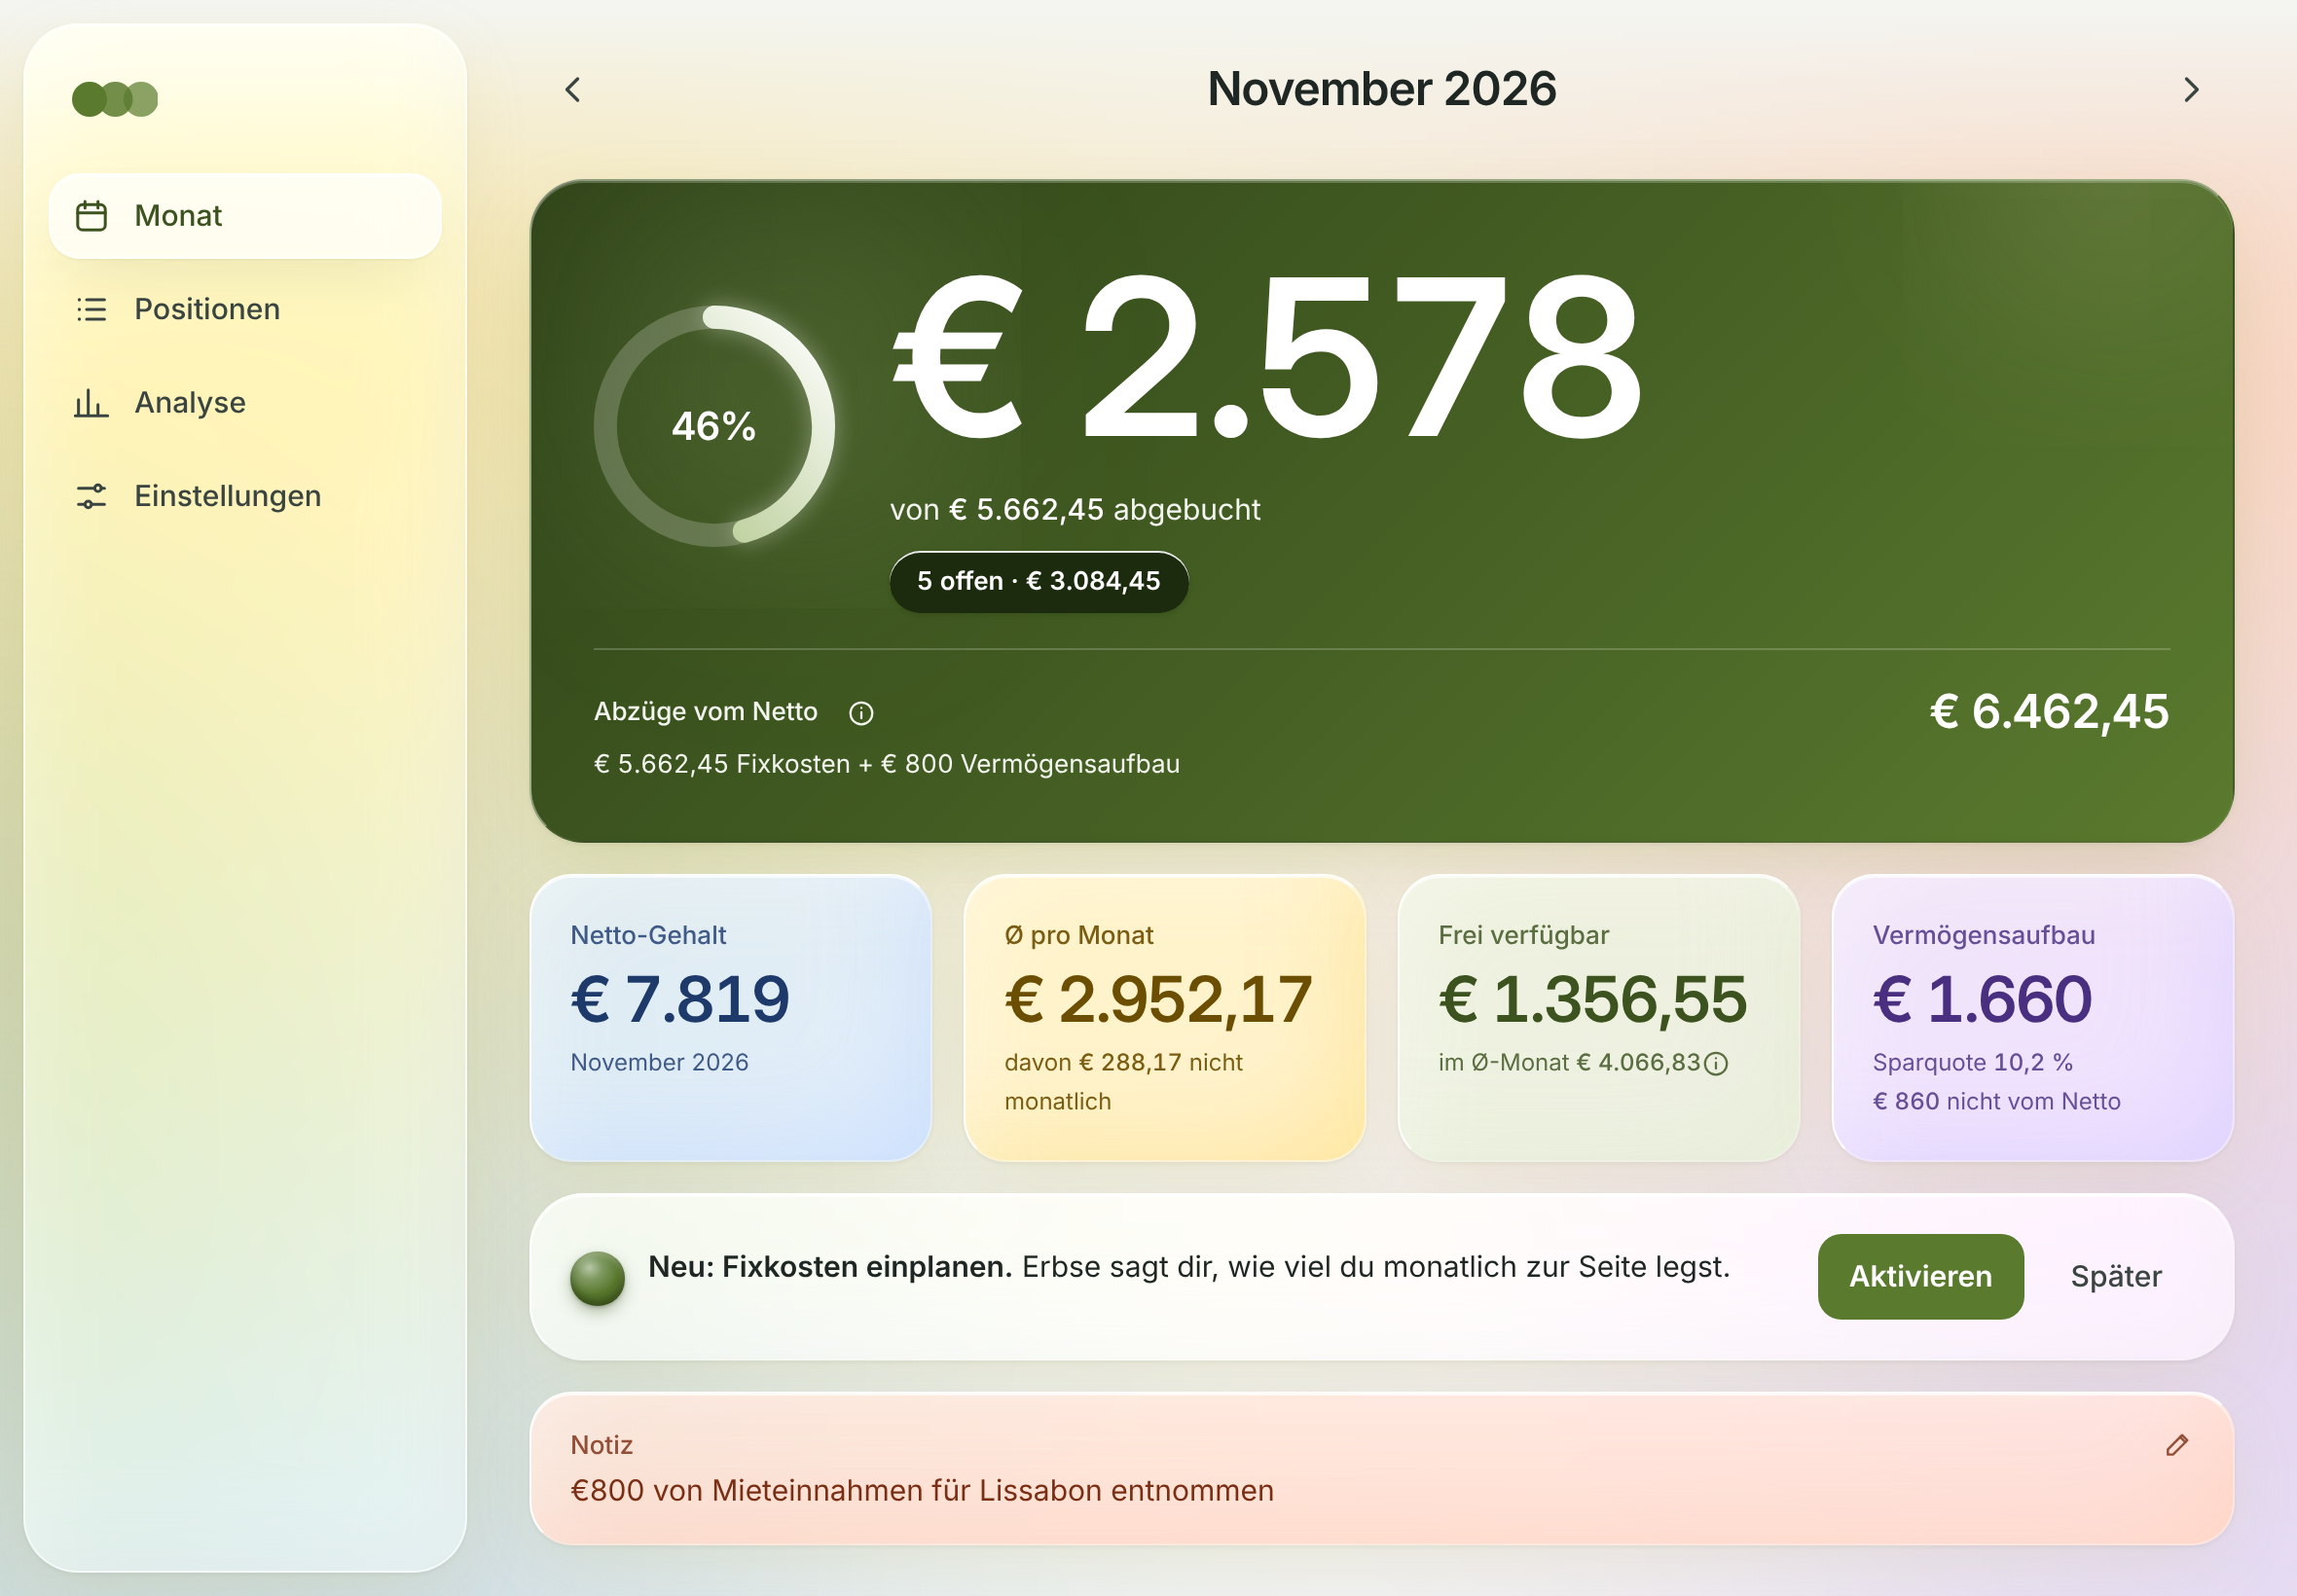 November 2026
Monat
Positionen
Analyse
Einstellungen
46%
€ 2.578
von € 5.662,45 abgebucht
5 offen · € 3.084,45
Abzüge vom Netto
€ 6.462,45
€ 5.662,45 Fixkosten + € 800 Vermögensaufbau
Netto-Gehalt
€ 7.819
November 2026
Ø pro Monat
€ 2.952,17
davon € 288,17 nicht
monatlich
Frei verfügbar
€ 1.356,55
im Ø-Monat € 4.066,83
Vermögensaufbau
€ 1.660
Sparquote 10,2 %
€ 860 nicht vom Netto
Neu: Fixkosten einplanen. Erbse sagt dir, wie viel du monatlich zur Seite legst.
Aktivieren
Später
Notiz
€800 von Mieteinnahmen für Lissabon entnommen